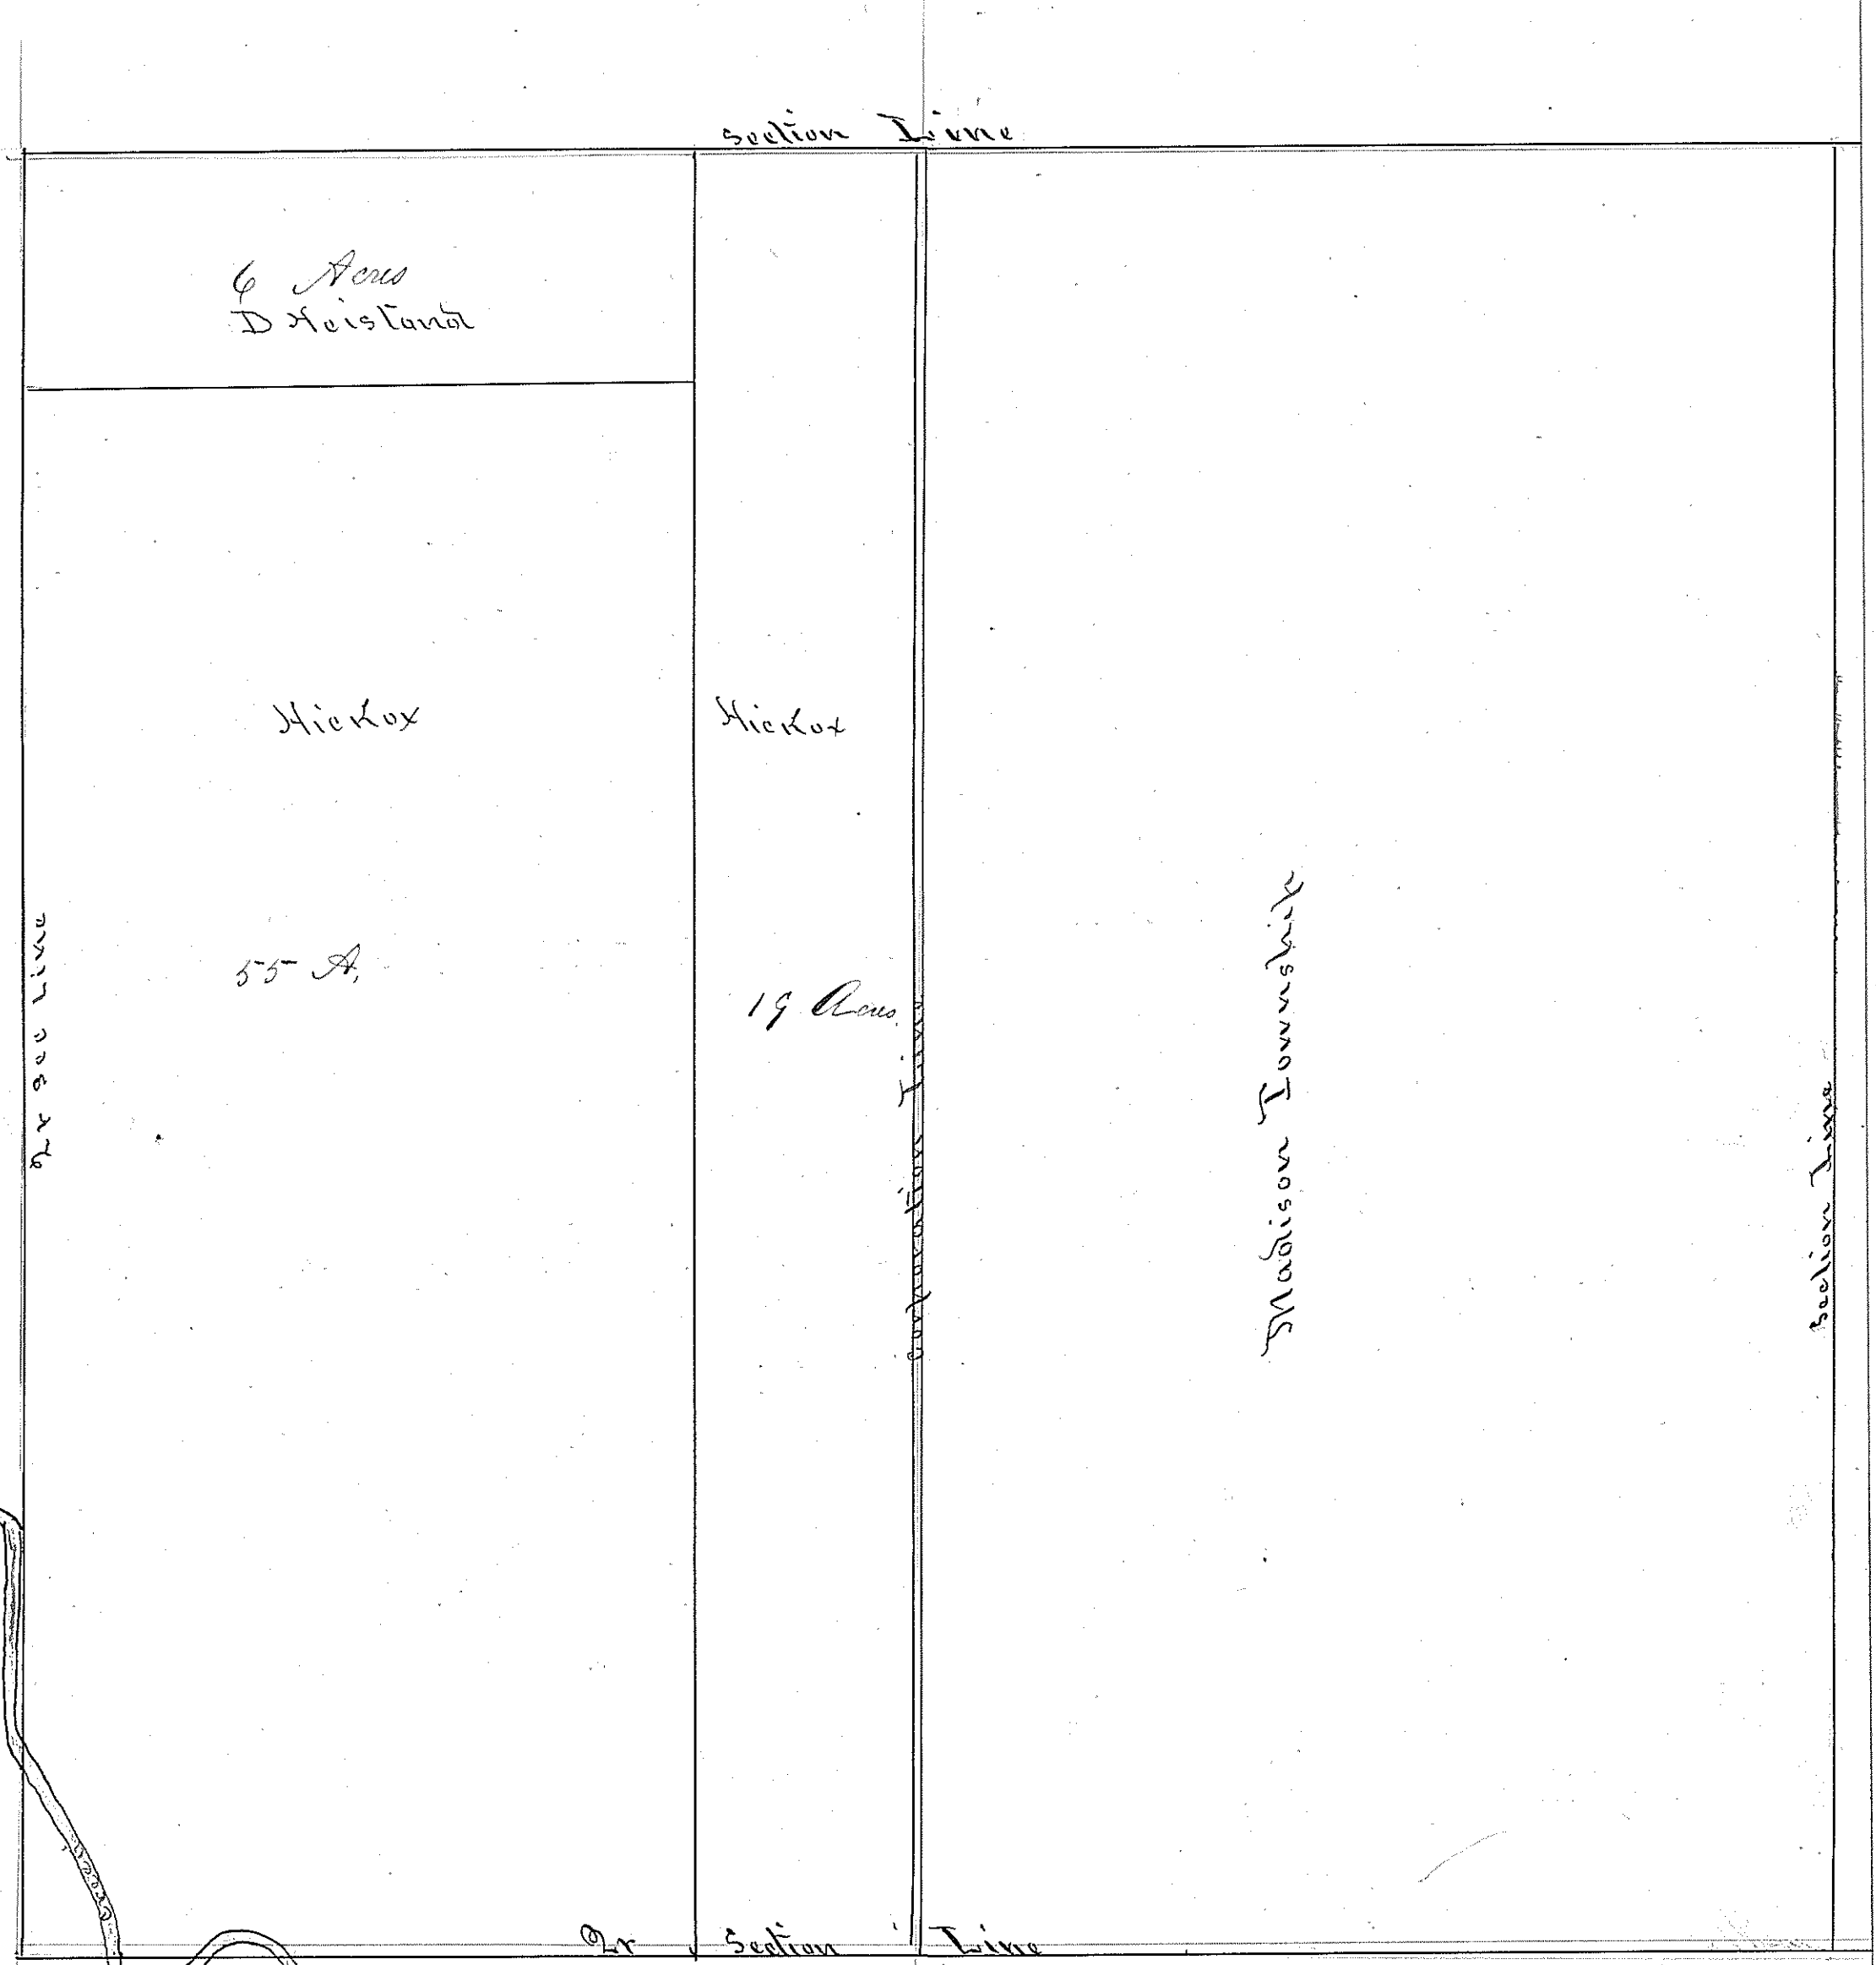 Section Line
6 Acres
D Heistand
Hickox
Hickox
55 A.
19 Acres
Qr Sec Line
corporation Line
Madison Township
Section Line
Qr Section Line